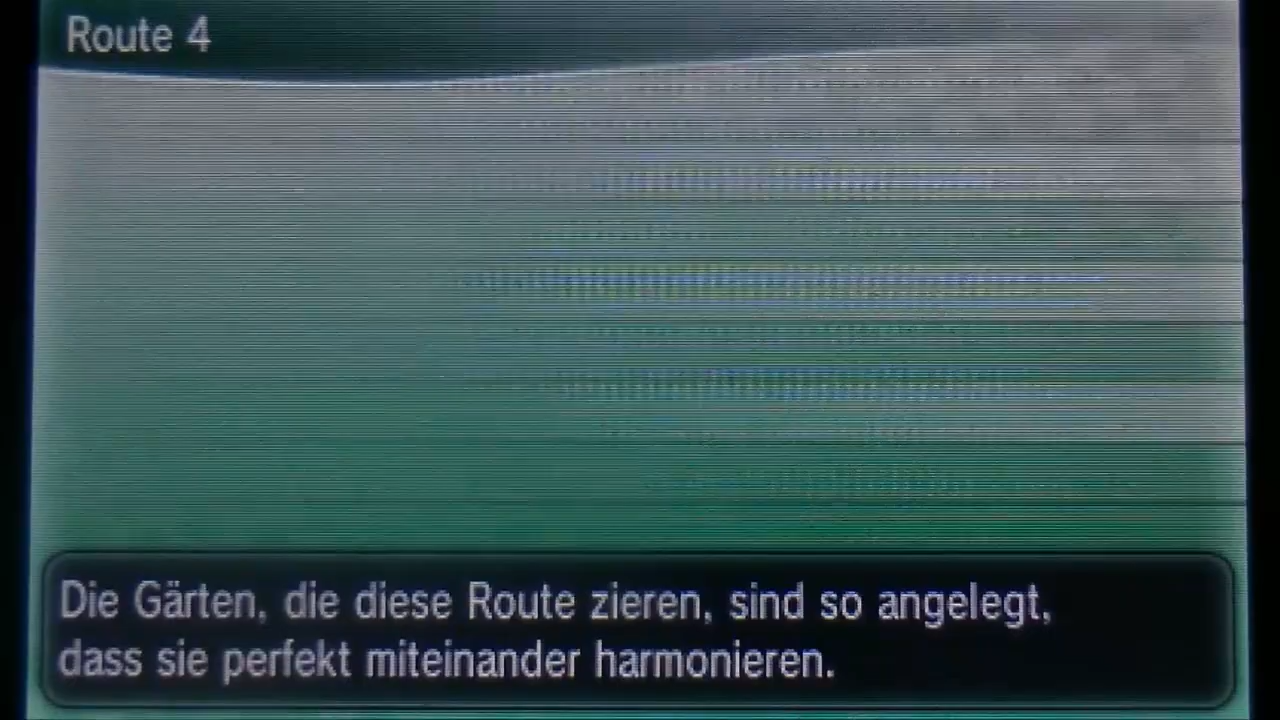 Route 4
Die Gärten, die diese Route zieren, sind so angelegt,
dass sie perfekt miteinander harmonieren.